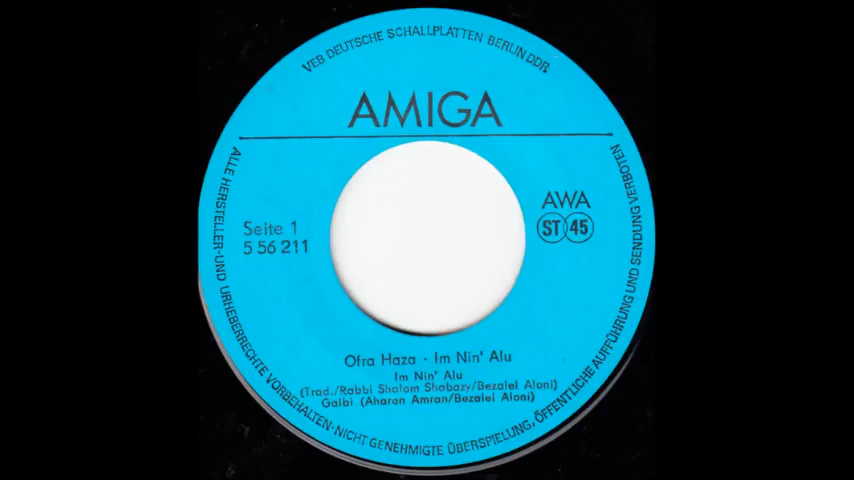 VEB DEUTSCHE SCHALLPLATTEN BERLIN DDR
AMIGA
AWA
ST 45
Seite 1
5 56 211
Ofra Haza · Im Nin' Alu
Im Nin' Alu
(Trad./Rabbi Shalom Shabazy/Bezalel Aloni)
Galbi (Aharon Amran/Bezalel Aloni)
ALLE HERSTELLER-UND URHEBERRECHTE VORBEHALTEN·NICHT GENEHMIGTE ÜBERSPIELUNG, ÖFFENTLICHE AUFFÜHRUNG UND SENDUNG VERBOTEN